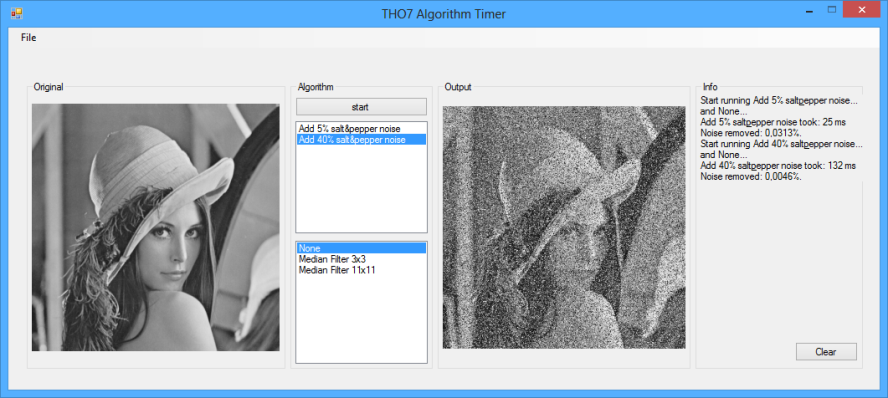 THO7 Algorithm Timer
File
Original
Algorithm
start
Add 5% salt&pepper noise
Add 40% salt&pepper noise
None
Median Filter 3x3
Median Filter 11x11
Output
Info
Start running Add 5% saltpepper noise...
and None...
Add 5% saltpepper noise took: 25 ms
Noise removed: 0,0313%.
Start running Add 40% saltpepper noise...
and None...
Add 40% saltpepper noise took: 132 ms
Noise removed: 0,0046%.
Clear